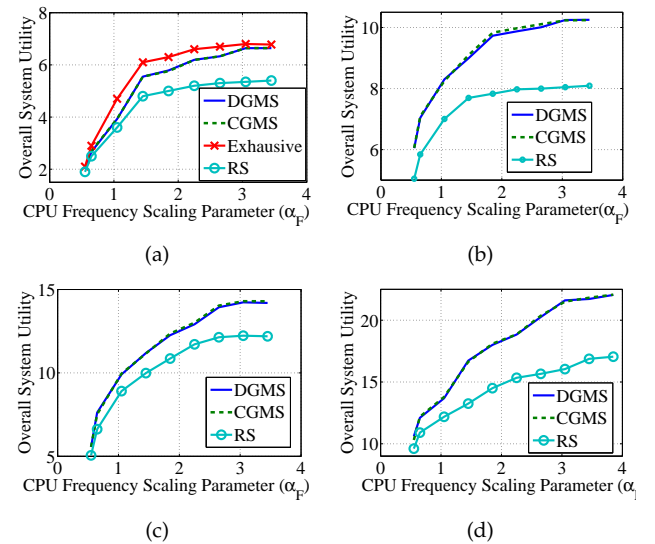 Overall System Utility
8
6
4
2
0
1
2
3
4
DGMS
CGMS
Exhausive
RS
CPU Frequency Scaling Parameter (α_F)
(a)
Overall System Utility
10
8
6
0
1
2
3
4
DGMS
CGMS
RS
CPU Frequency Scaling Parameter(α_F)
(b)
Overall System Utility
15
10
5
0
1
2
3
4
DGMS
CGMS
RS
CPU Frequency Scaling Parameter (α_F)
(c)
Overall System Utility
20
15
10
0
1
2
3
4
DGMS
CGMS
RS
CPU Frequency Scaling Parameter (α
(d)